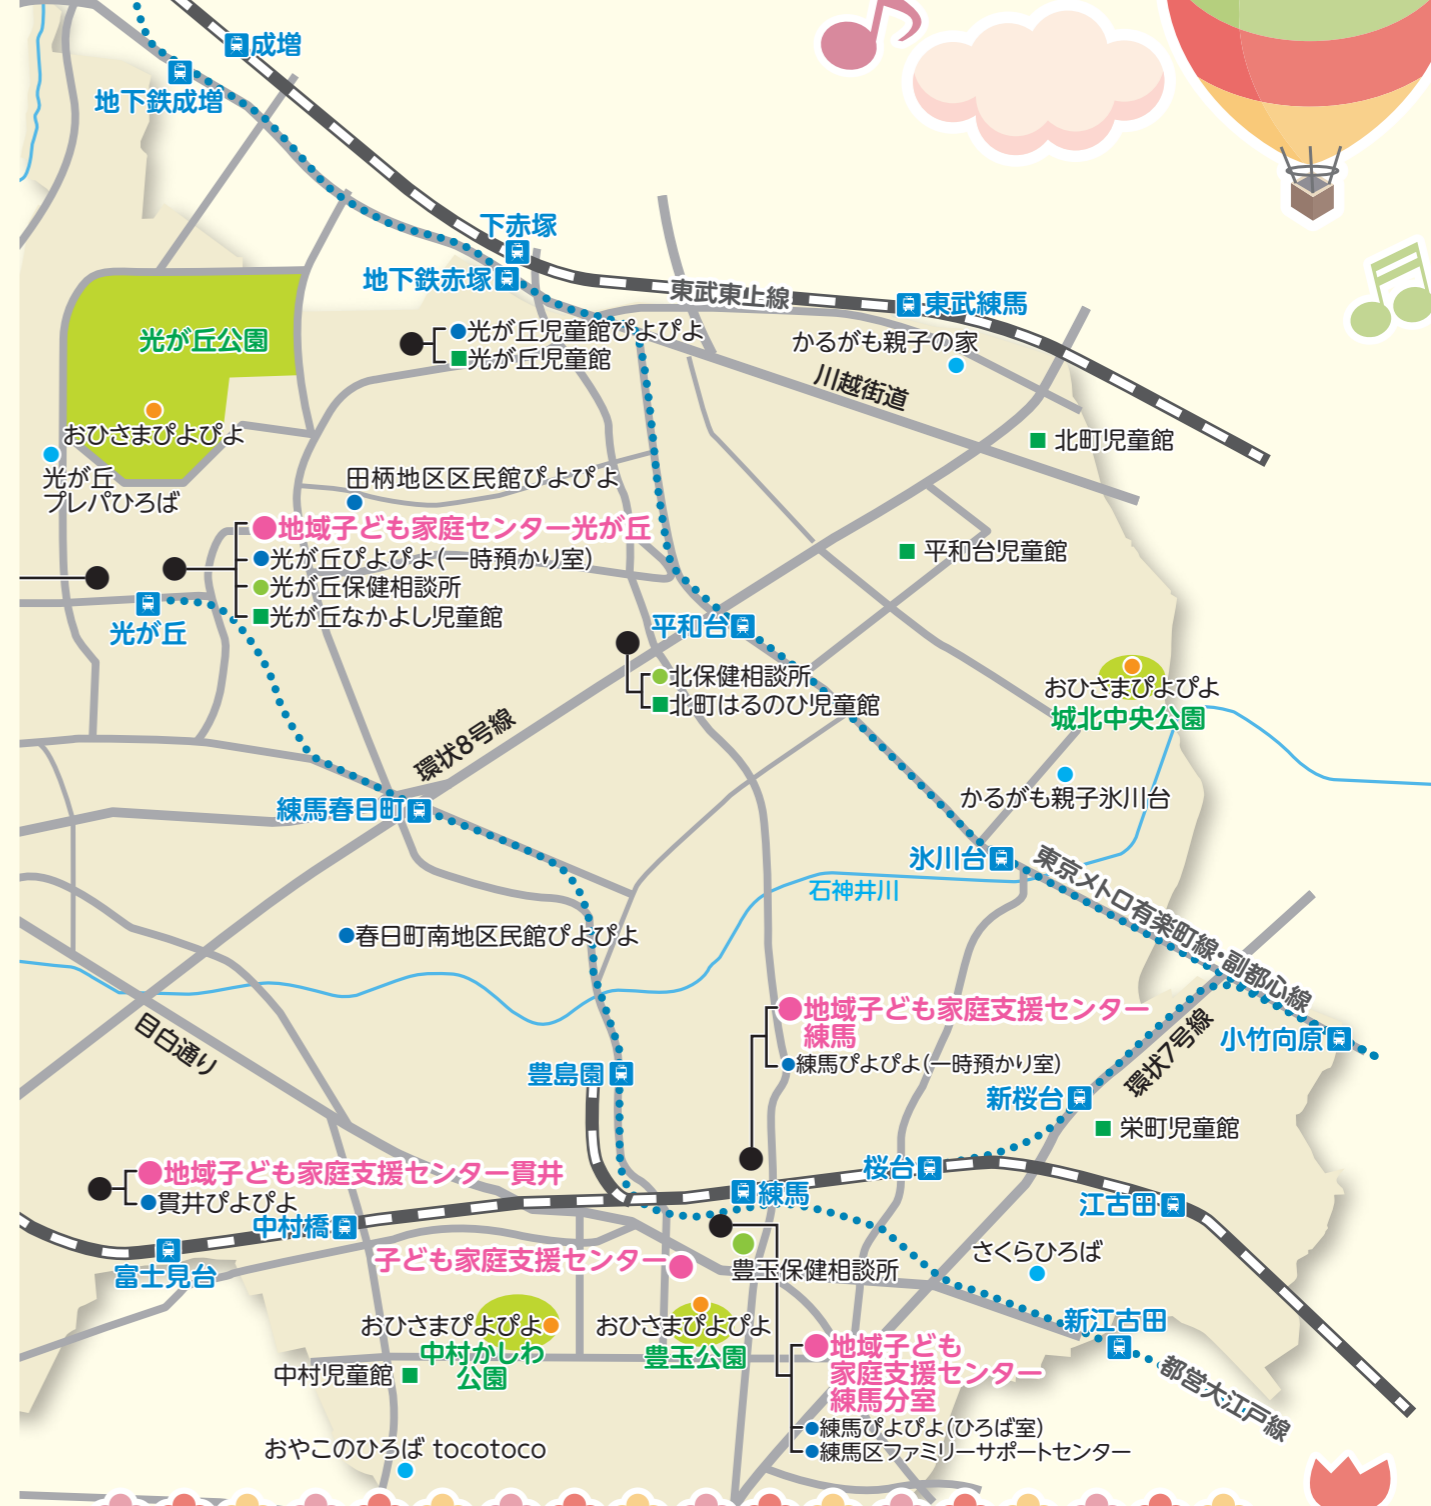 成増
地下鉄成増
下赤塚
地下鉄赤塚
東武東上線
東武練馬
光が丘公園
光が丘児童館ぴよぴよ
光が丘児童館
かるがも親子の家
川越街道
おひさまぴよぴよ
北町児童館
光が丘
プレパひろば
田柄地区区民館ぴよぴよ
地域子ども家庭センター光が丘
光が丘ぴよぴよ(一時預かり室)
光が丘保健相談所
光が丘なかよし児童館
平和台児童館
光が丘
平和台
北保健相談所
北町はるのひ児童館
おひさまぴよぴよ
城北中央公園
環状8号線
かるがも親子氷川台
練馬春日町
氷川台
石神井川
東京メトロ有楽町線・副都心線
春日町南地区民館ぴよぴよ
目白通り
地域子ども家庭支援センター
練馬
練馬ぴよぴよ(一時預かり室)
小竹向原
環状7号線
豊島園
新桜台
栄町児童館
地域子ども家庭支援センター貫井
貫井ぴよぴよ
桜台
練馬
江古田
中村橋
富士見台
子ども家庭支援センター
豊玉保健相談所
さくらひろば
おひさまぴよぴよ
中村かしわ
公園
おひさまぴよぴよ
豊玉公園
新江古田
中村児童館
地域子ども
家庭支援センター
練馬分室
練馬ぴよぴよ(ひろば室)
練馬区ファミリーサポートセンター
都営大江戸線
おやこのひろば tocotoco